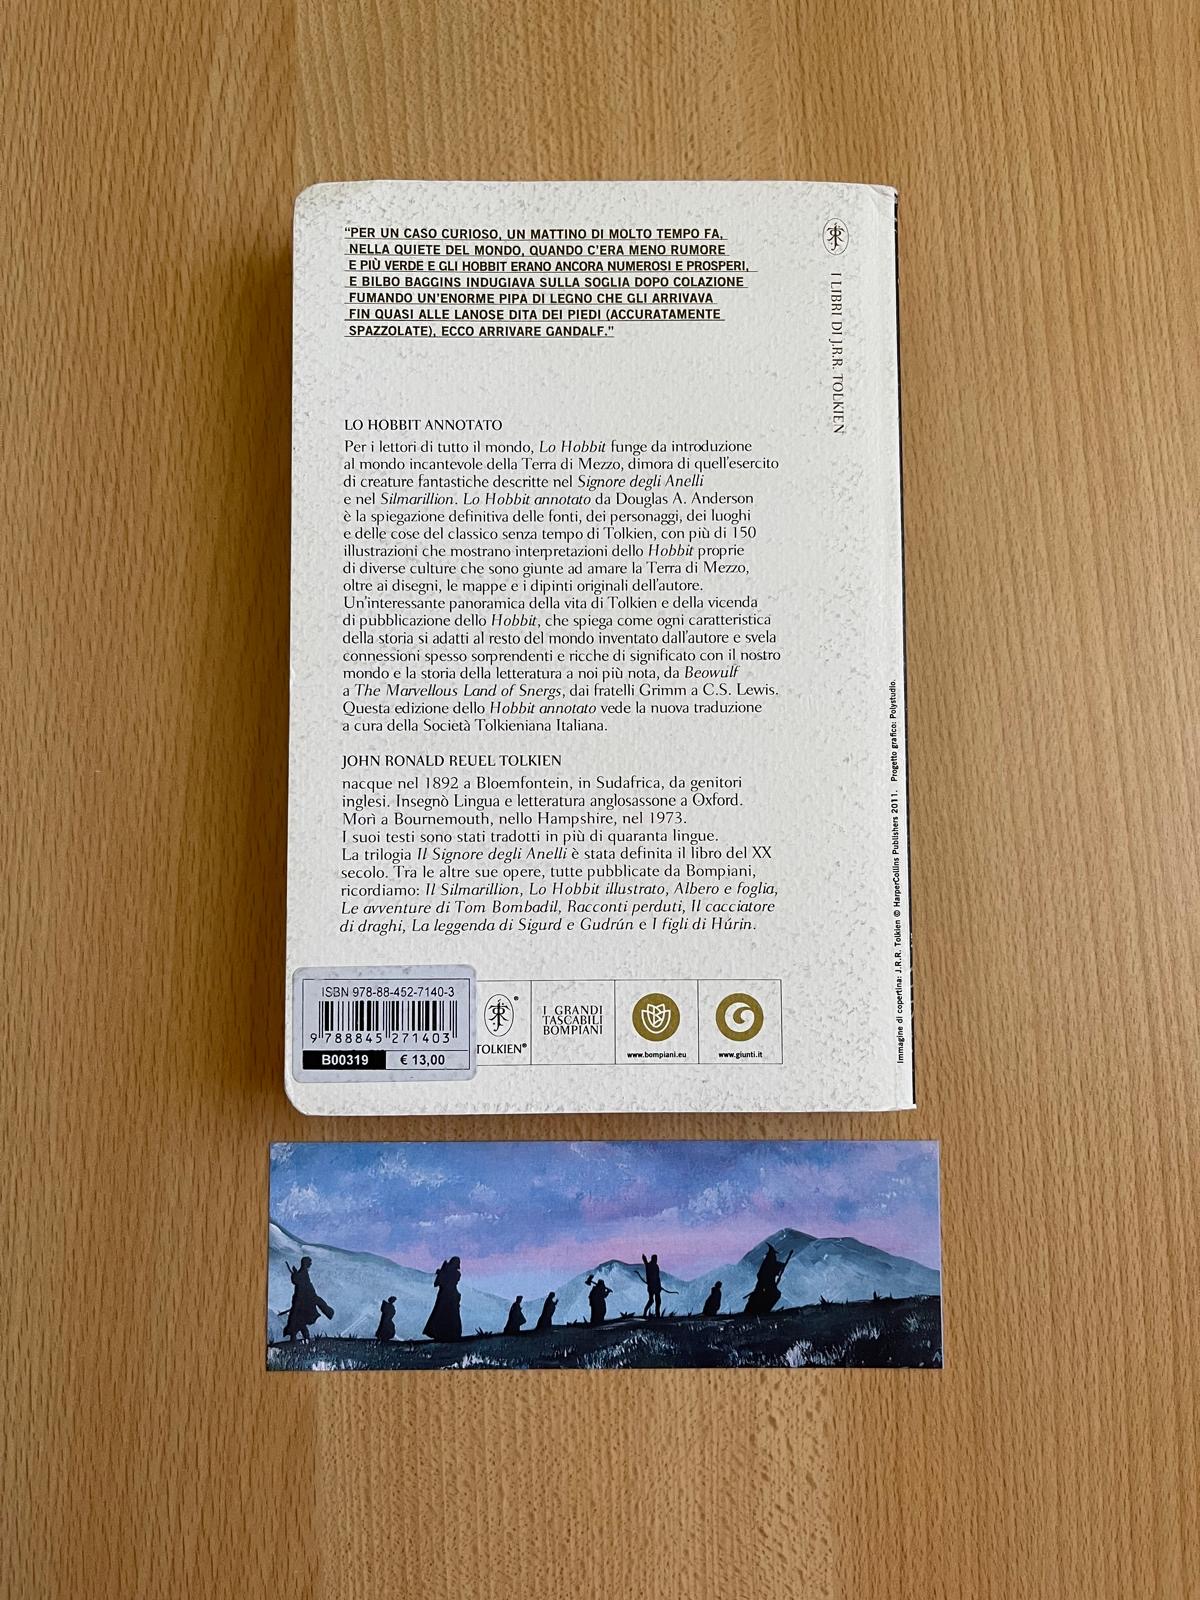 “PER UN CASO CURIOSO, UN MATTINO DI MOLTO TEMPO FA,
NELLA QUIETE DEL MONDO, QUANDO C’ERA MENO RUMORE
E PIÙ VERDE E GLI HOBBIT ERANO ANCORA NUMEROSI E PROSPERI,
E BILBO BAGGINS INDUGIAVA SULLA SOGLIA DOPO COLAZIONE
FUMANDO UN’ENORME PIPA DI LEGNO CHE GLI ARRIVAVA
FIN QUASI ALLE LANOSE DITA DEI PIEDI (ACCURATAMENTE
SPAZZOLATE), ECCO ARRIVARE GANDALF.”
I LIBRI DI J.R.R. TOLKIEN
LO HOBBIT ANNOTATO
Per i lettori di tutto il mondo, Lo Hobbit funge da introduzione
al mondo incantevole della Terra di Mezzo, dimora di quell’esercito
di creature fantastiche descritte nel Signore degli Anelli
e nel Silmarillion. Lo Hobbit annotato da Douglas A. Anderson
è la spiegazione definitiva delle fonti, dei personaggi, dei luoghi
e delle cose del classico senza tempo di Tolkien, con più di 150
illustrazioni che mostrano interpretazioni dello Hobbit proprie
di diverse culture che sono giunte ad amare la Terra di Mezzo,
oltre ai disegni, le mappe e i dipinti originali dell’autore.
Un’interessante panoramica della vita di Tolkien e della vicenda
di pubblicazione dello Hobbit, che spiega come ogni caratteristica
della storia si adatti al resto del mondo inventato dall’autore e svela
connessioni spesso sorprendenti e ricche di significato con il nostro
mondo e la storia della letteratura a noi più nota, da Beowulf
a The Marvellous Land of Snergs, dai fratelli Grimm a C.S. Lewis.
Questa edizione dello Hobbit annotato vede la nuova traduzione
a cura della Società Tolkieniana Italiana.
JOHN RONALD REUEL TOLKIEN
nacque nel 1892 a Bloemfontein, in Sudafrica, da genitori
inglesi. Insegnò Lingua e letteratura anglosassone a Oxford.
Morì a Bournemouth, nello Hampshire, nel 1973.
I suoi testi sono stati tradotti in più di quaranta lingue.
La trilogia Il Signore degli Anelli è stata definita il libro del XX
secolo. Tra le altre sue opere, tutte pubblicate da Bompiani,
ricordiamo: Il Silmarillion, Lo Hobbit illustrato, Albero e foglia,
Le avventure di Tom Bombadil, Racconti perduti, Il cacciatore
di draghi, La leggenda di Sigurd e Gudrún e I figli di Húrin.
Immagine di copertina: J.R.R. Tolkien © HarperCollins Publishers 2011. Progetto grafico: Polystudio.
ISBN 978-88-452-7140-3
9 788845 271403
B00319 € 13,00
TOLKIEN®
I GRANDI
TASCABILI
BOMPIANI
www.bompiani.eu
www.giunti.it